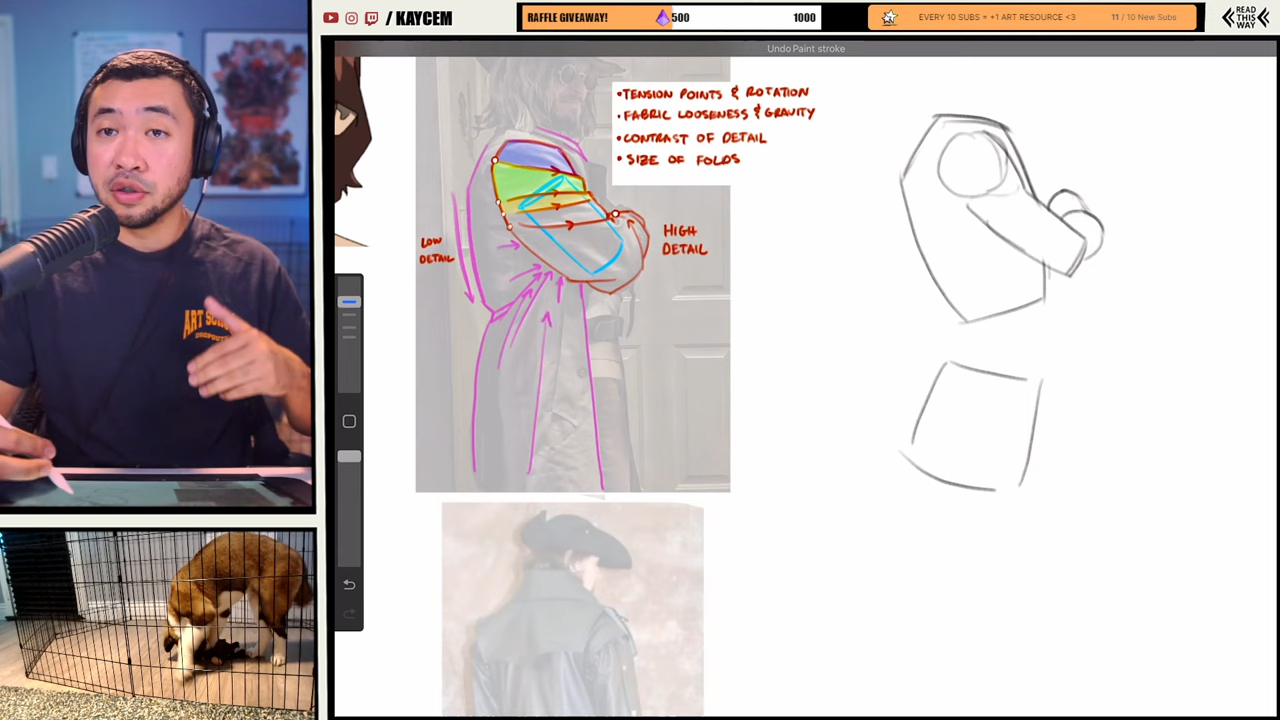 / KAYCEM
RAFFLE GIVEAWAY!
500
1000
EVERY 10 SUBS = +1 ART RESOURCE <3
11 / 10 New Subs
READ
THIS
WAY
Undo Paint stroke
•TENSION POINTS & ROTATION
•FABRIC LOOSENESS & GRAVITY
•CONTRAST OF DETAIL
•SIZE OF FOLDS
LOW
DETAIL
HIGH
DETAIL
ART SCHOOL
DROPOUT